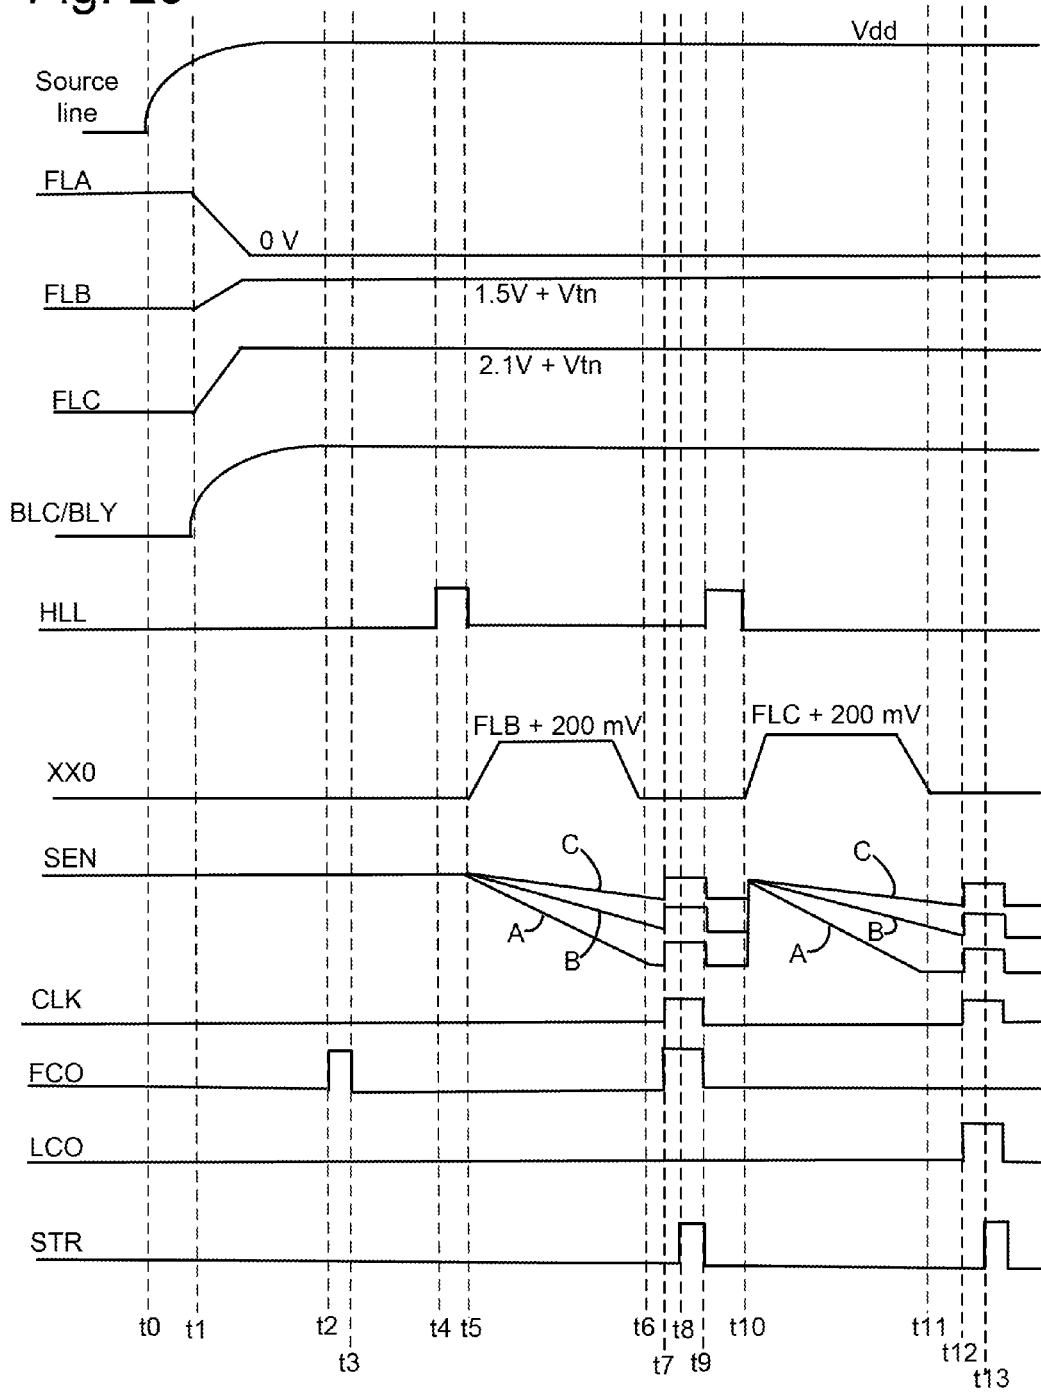 Vdd
Source
line
FLA
0 V
FLB
1.5V + Vtn
2.1V + Vtn
FLC
BLC/BLY
HLL
FLB + 200 mV
FLC + 200 mV
XX0
SEN
C
C
A
B
A
B
CLK
FCO
LCO
STR
t0 t1 t2 t4 t5 t6 t8 t10 t11
t3 t7 t9 t12
t13